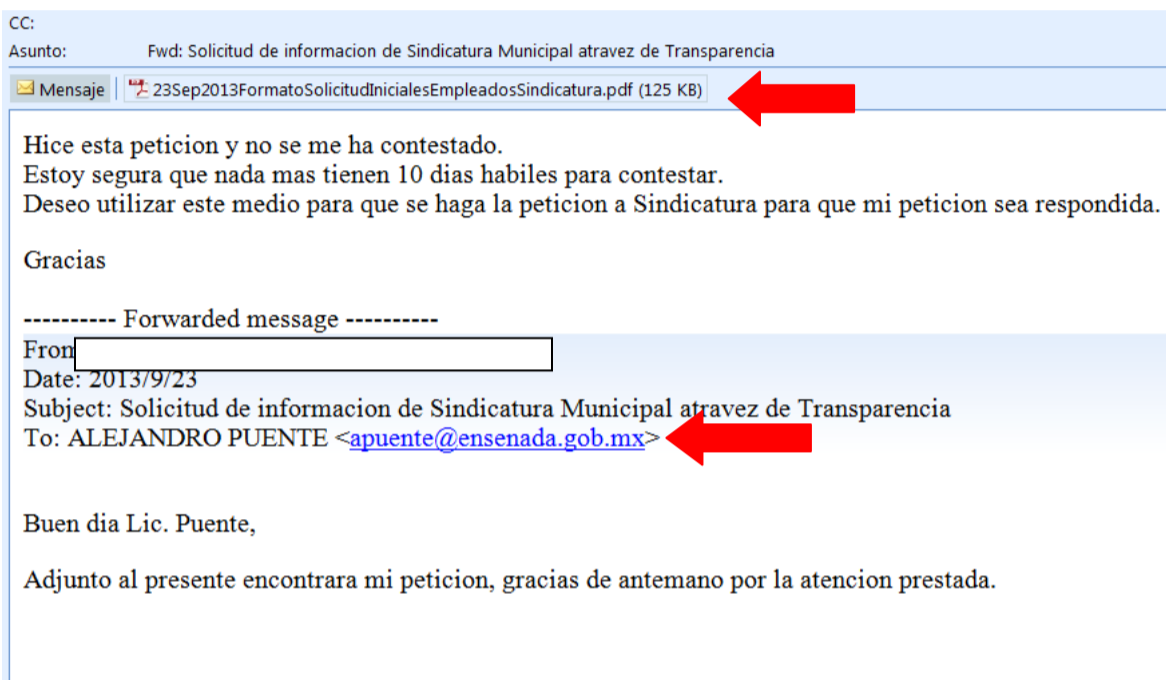 CC:
Asunto: Fwd: Solicitud de informacion de Sindicatura Municipal atravez de Transparencia
Mensaje 23Sep2013FormatoSolicitudInicialesEmpleadosSindicatura.pdf (125 KB)
Hice esta peticion y no se me ha contestado.
Estoy segura que nada mas tienen 10 dias habiles para contestar.
Deseo utilizar este medio para que se haga la peticion a Sindicatura para que mi peticion sea respondida.
Gracias
---------- Forwarded message ----------
From
Date: 2013/9/23
Subject: Solicitud de informacion de Sindicatura Municipal atravez de Transparencia
To: ALEJANDRO PUENTE <apuente@ensenada.gob.mx>
Buen dia Lic. Puente,
Adjunto al presente encontrara mi peticion, gracias de antemano por la atencion prestada.